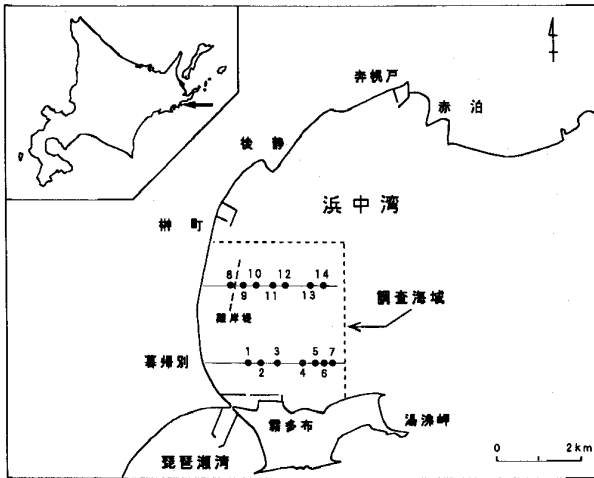 奔幌戸
赤泊
後静
浜中湾
榊町
8 10 12 14
9 11 13
離岸堤
調査海域
暮帰別
1 3 5 7
2 4 6
霧多布
湯沸岬
琵琶瀬湾
0 2km